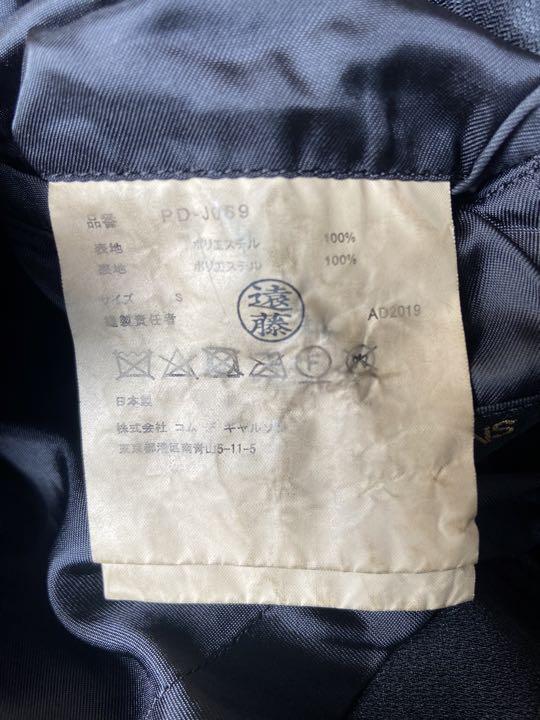 品番 PD-J069
表地 ポリエステル 100%
裏地 ポリエステル 100%
サイズ S
縫製責任者 遠藤 AD2019
F
日本製
株式会社 コム デ ギャルソン
東京都港区南青山5-11-5
NS